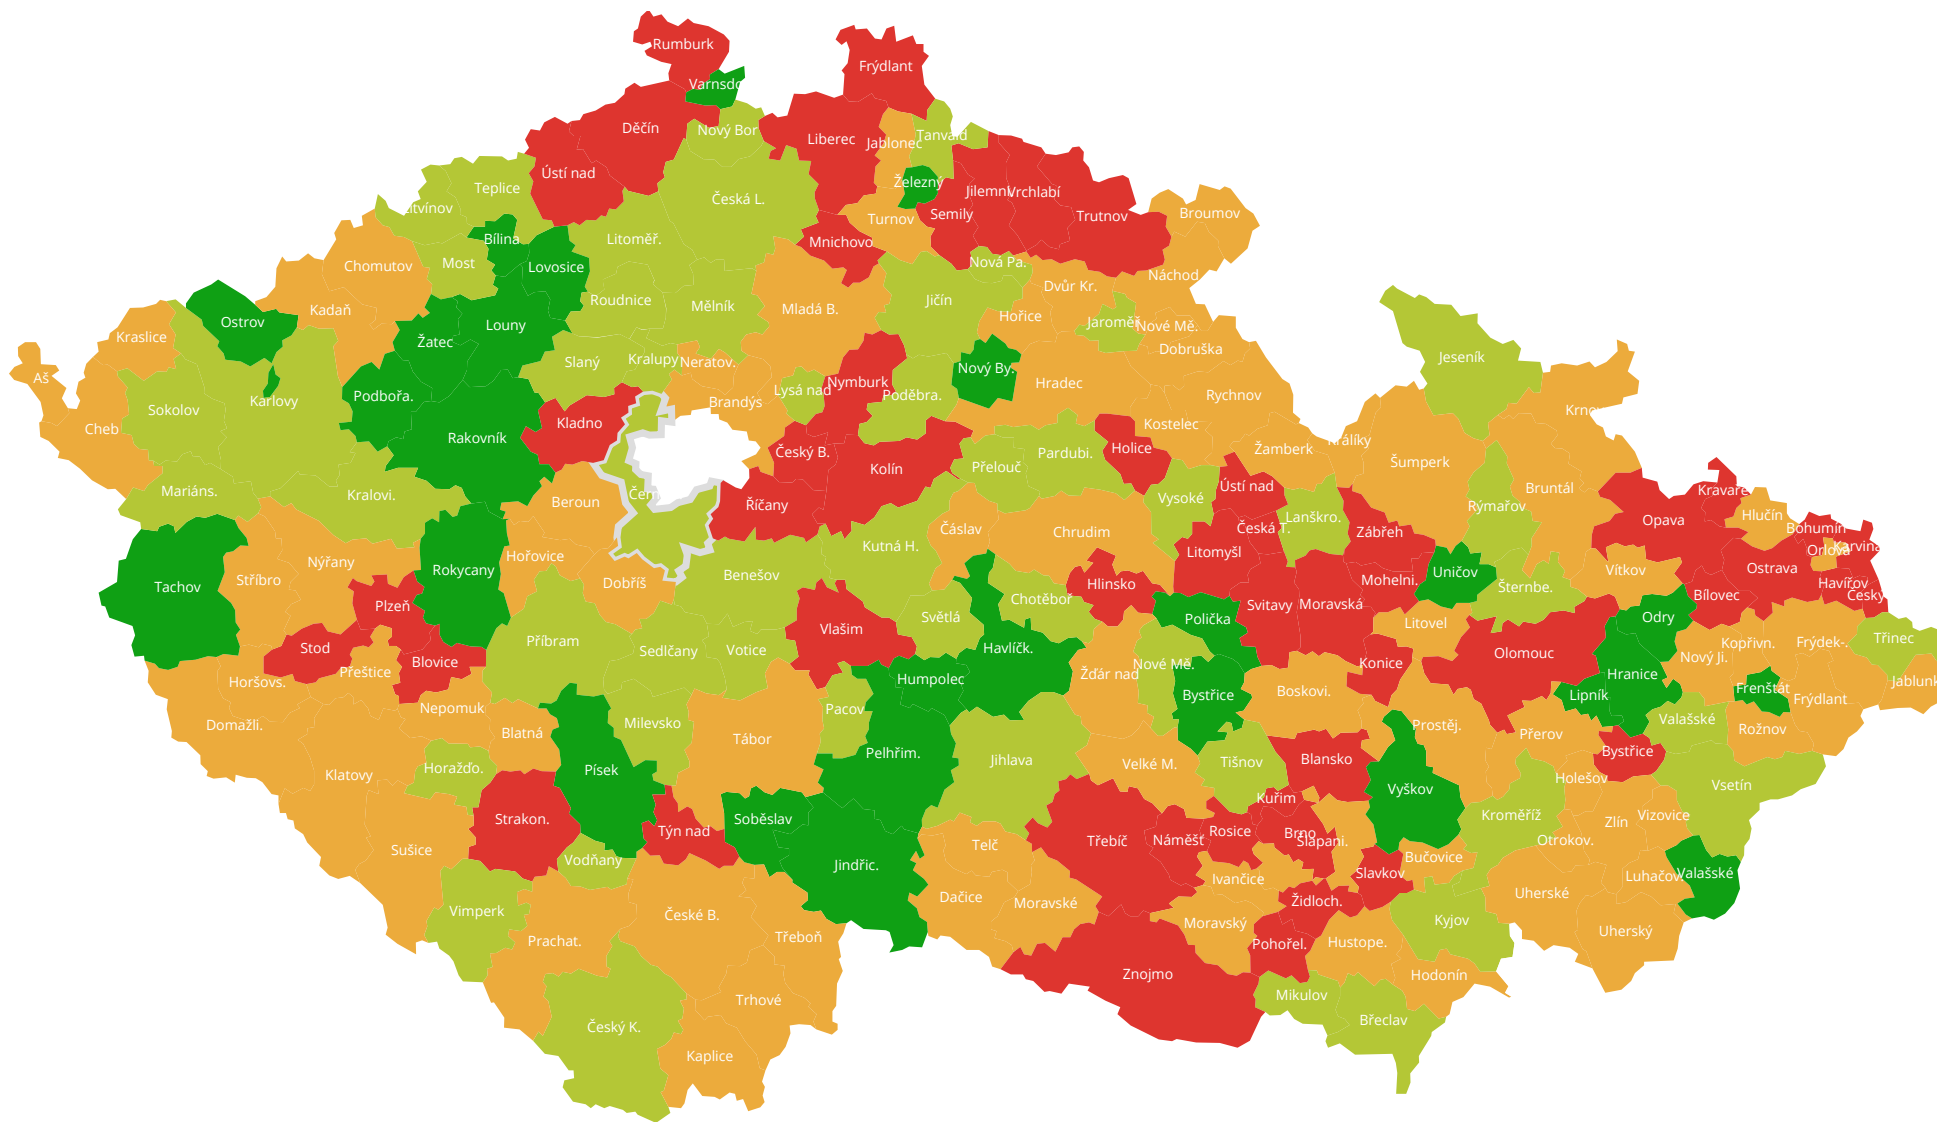 Rumburk
Frýdlant
Varnsdo
Děčín
Nový Bor
Liberec
Jablonec
Tanvald
Ústí nad
Teplice
Železný
Jilemni
Vrchlabí
Česká L.
Litvínov
Semily
Trutnov
Broumov
Turnov
Bílina
Litoměř.
Mnichovo
Most
Chomutov
Lovosice
Nová Pa.
Náchod
Dvůr Kr.
Roudnice
Mělník
Mladá B.
Jičín
Kadaň
Ostrov
Louny
Hořice
Jaroměř
Nové Mě.
Kraslice
Žatec
Dobruška
Jeseník
Slaný
Kralupy
Neratov.
Nový By.
Aš
Nymburk
Hradec
Lysá nad
Podbořa.
Poděbra.
Rychnov
Karlovy
Brandýs
Sokolov
Krnov
Kladno
Kostelec
Cheb
Rakovník
Králíky
Holice
Žamberk
Český B.
Pardubi.
Šumperk
Přelouč
Kolín
Mariáns.
Kralovi.
Ústí nad
Bruntál
Kravaře
Čern
Vysoké
Beroun
Říčany
Rýmařov
Hlučín
Lanškro.
Opava
Čáslav
Chrudim
Česká T.
Zábřeh
Bohumín
Kutná H.
Karviná
Orlová
Hořovice
Litomyšl
Nýřany
Rokycany
Uničov
Vítkov
Ostrava
Benešov
Stříbro
Mohelni.
Dobříš
Hlinsko
Havířov
Tachov
Šternbe.
Bílovec
Český
Chotěboř
Plzeň
Svitavy
Moravská
Světlá
Polička
Odry
Litovel
Vlašim
Třinec
Příbram
Kopřivn.
Frýdek-.
Stod
Havlíčk.
Sedlčany
Votice
Olomouc
Nový Ji.
Blovice
Nové Mě.
Konice
Přeštice
Žďár nad
Hranice
Humpolec
Jablunk
Horšovs.
Frenštát
Boskovi.
Bystřice
Lipník
Frýdlant
Nepomuk
Pacov
Valašské
Milevsko
Domažli.
Prostěj.
Rožnov
Blatná
Přerov
Tábor
Pelhřim.
Bystřice
Jihlava
Blansko
Tišnov
Velké M.
Horažďo.
Písek
Klatovy
Holešov
Vsetín
Vyškov
Kuřim
Kroměříž
Vizovice
Strakon.
Soběslav
Zlín
Týn nad
Rosice
Brno
Třebíč
Náměšť
Šlapani.
Otrokov.
Telč
Sušice
Bučovice
Vodňany
Jindřic.
Slavkov
Valašské
Luhačov.
Ivančice
Uherské
Dačice
Židloch.
Moravské
Vimperk
České B.
Kyjov
Moravský
Uherský
Třeboň
Prachat.
Hustope.
Pohořel.
Znojmo
Hodonín
Mikulov
Trhové
Břeclav
Český K.
Kaplice